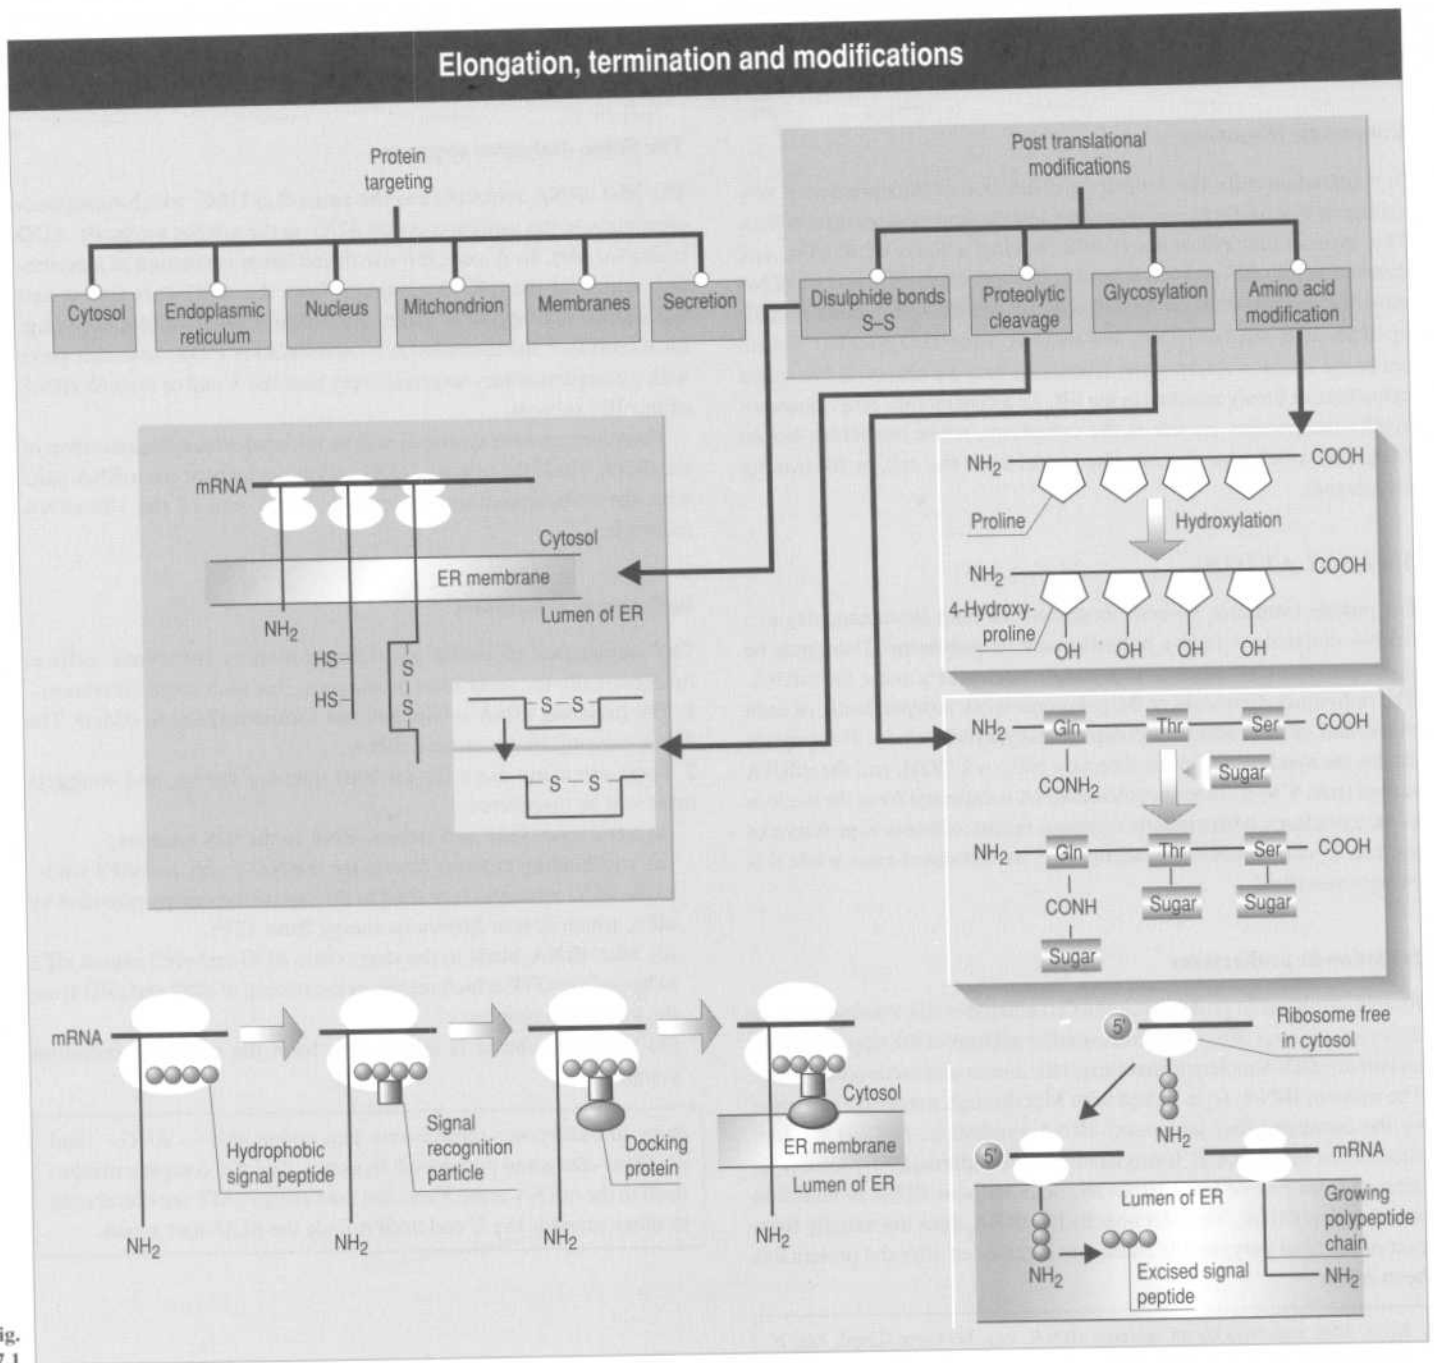 Elongation, termination and modifications
Protein
targeting
Cytosol
Endoplasmic
reticulum
Nucleus
Mitchondrion
Membranes
Secretion
Post translational
modifications
Disulphide bonds
S–S
Proteolytic
cleavage
Glycosylation
Amino acid
modification
mRNA
Cytosol
ER membrane
Lumen of ER
NH2
HS
HS
S
S
S – S
S – S
NH2
COOH
Proline
Hydroxylation
NH2
COOH
4-Hydroxy-
proline
OH
OH
OH
OH
NH2
Gln
Thr
Ser
COOH
CONH2
Sugar
NH2
Gln
Thr
Ser
COOH
CONH
Sugar
Sugar
Sugar
mRNA
Hydrophobic
signal peptide
NH2
Signal
recognition
particle
NH2
Docking
protein
NH2
Cytosol
ER membrane
Lumen of ER
NH2
5'
Ribosome free
in cytosol
NH2
5'
mRNA
Lumen of ER
Growing
polypeptide
chain
NH2
NH2
Excised signal
peptide
ig.
7.1